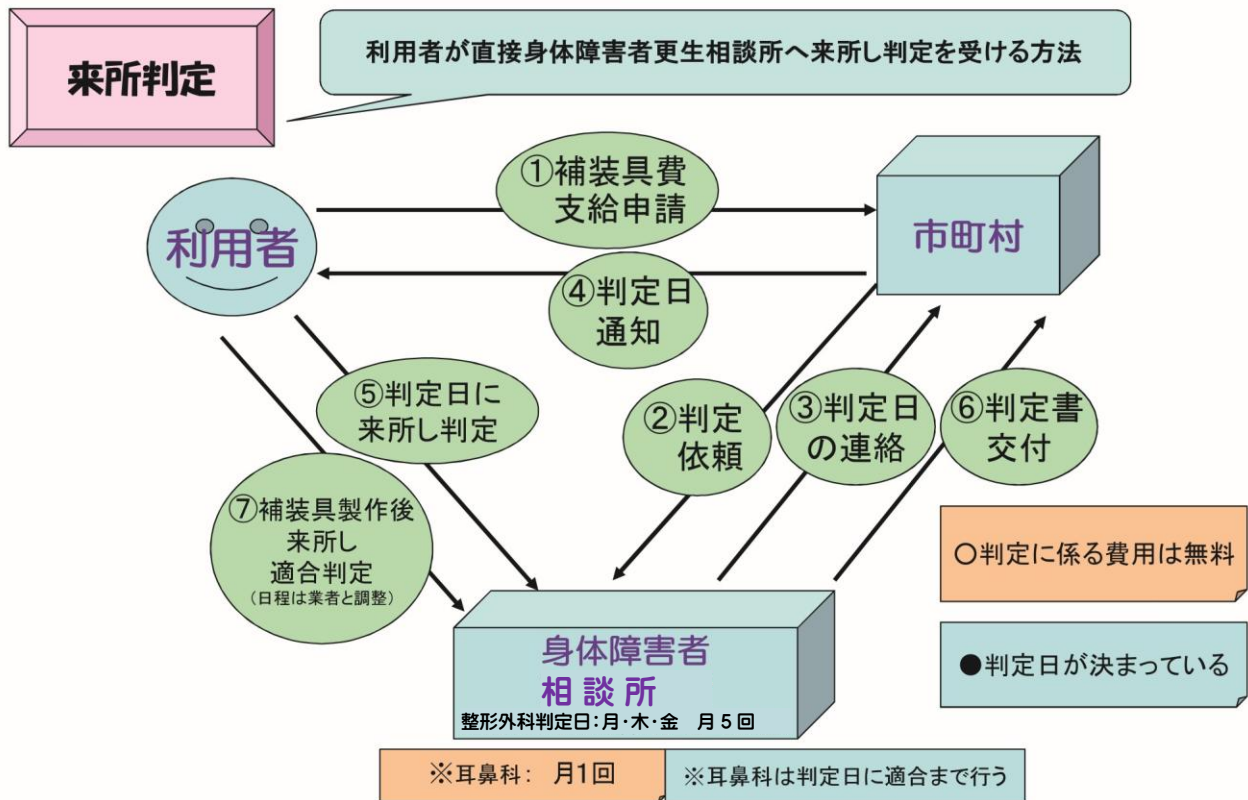 来所判定
利用者が直接身体障害者更生相談所へ来所し判定を受ける方法
利用者
①補装具費
支給申請
市町村
④判定日
通知
⑤判定日に
来所し判定
②判定
依頼
③判定日
の連絡
⑥判定書
交付
⑦補装具製作後
来所し
適合判定
(日程は業者と調整)
○判定に係る費用は無料
●判定日が決まっている
身体障害者
相談所
整形外科判定日:月・木・金 月5回
※耳鼻科: 月1回
※耳鼻科は判定日に適合まで行う